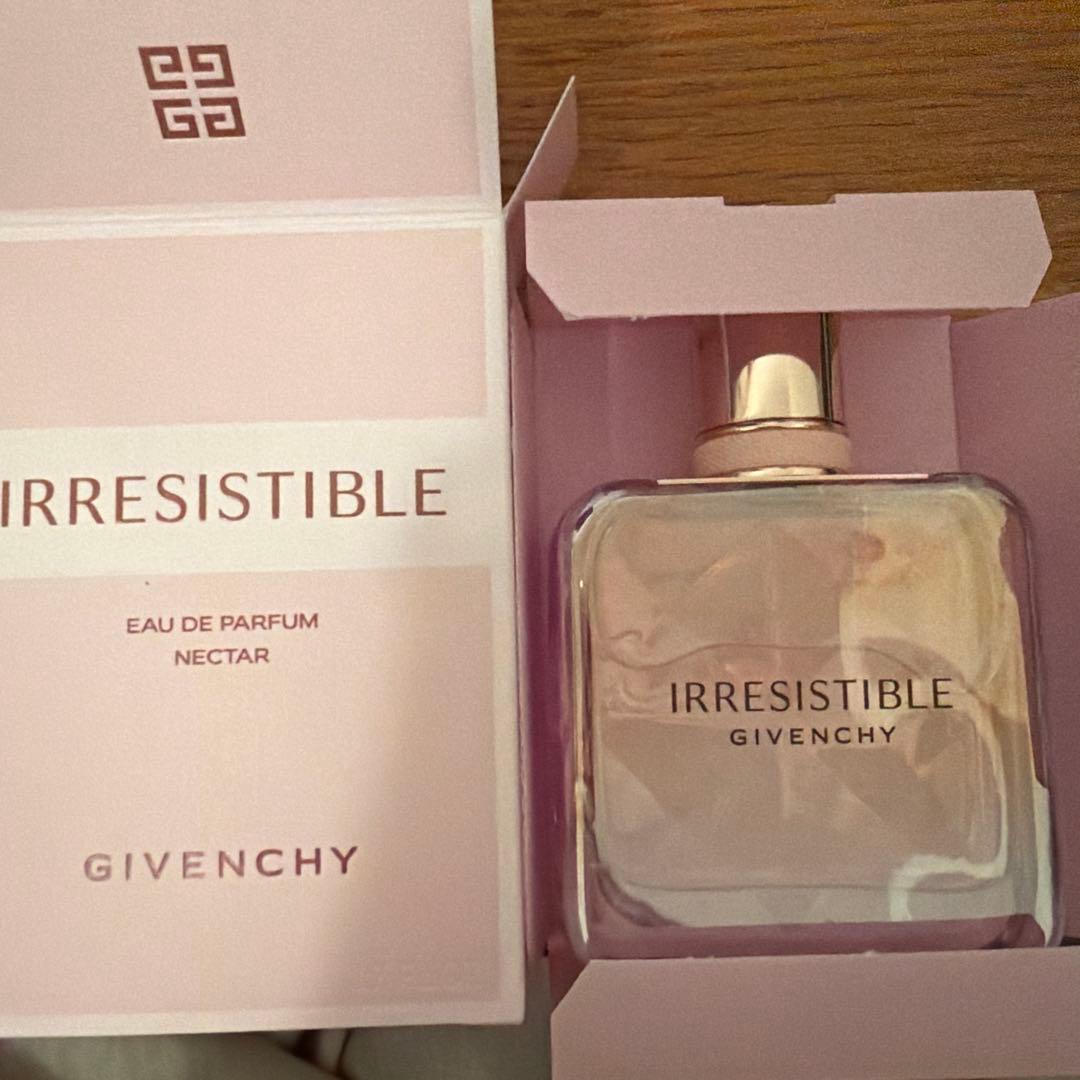 IRRESISTIBLE
EAU DE PARFUM
NECTAR
GIVENCHY
IRRESISTIBLE
GIVENCHY